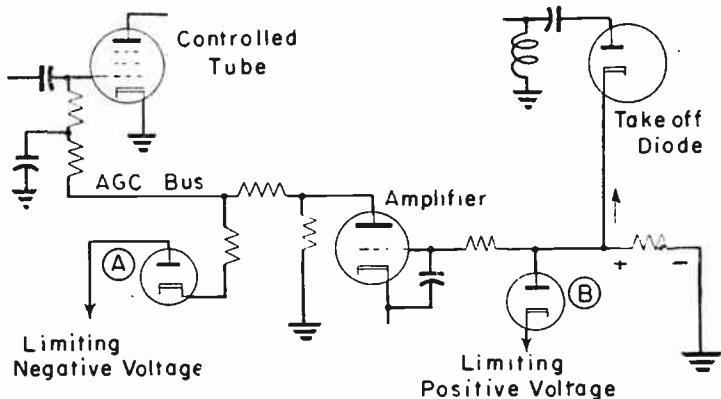 Controlled
Tube
Take off
Diode
AGC Bus
Amplifier
A
B
+ -
Limiting
Negative Voltage
Limiting
Positive Voltage